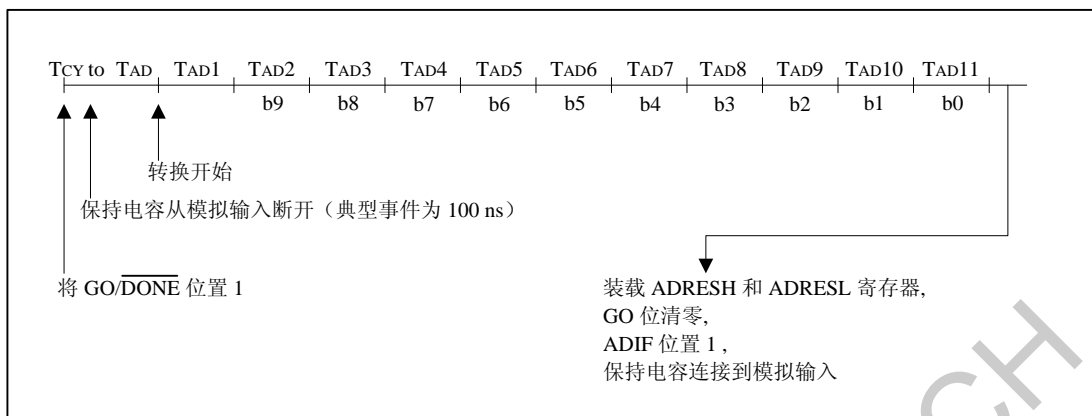 TCY to TAD TAD1 TAD2 TAD3 TAD4 TAD5 TAD6 TAD7 TAD8 TAD9 TAD10 TAD11
b9 b8 b7 b6 b5 b4 b3 b2 b1 b0
转换开始
保持电容从模拟输入断开（典型事件为 100 ns）
将 GO/DONE 位置 1
装载 ADRESH 和 ADRESL 寄存器,
GO 位清零,
ADIF 位置 1 ,
保持电容连接到模拟输入
CH